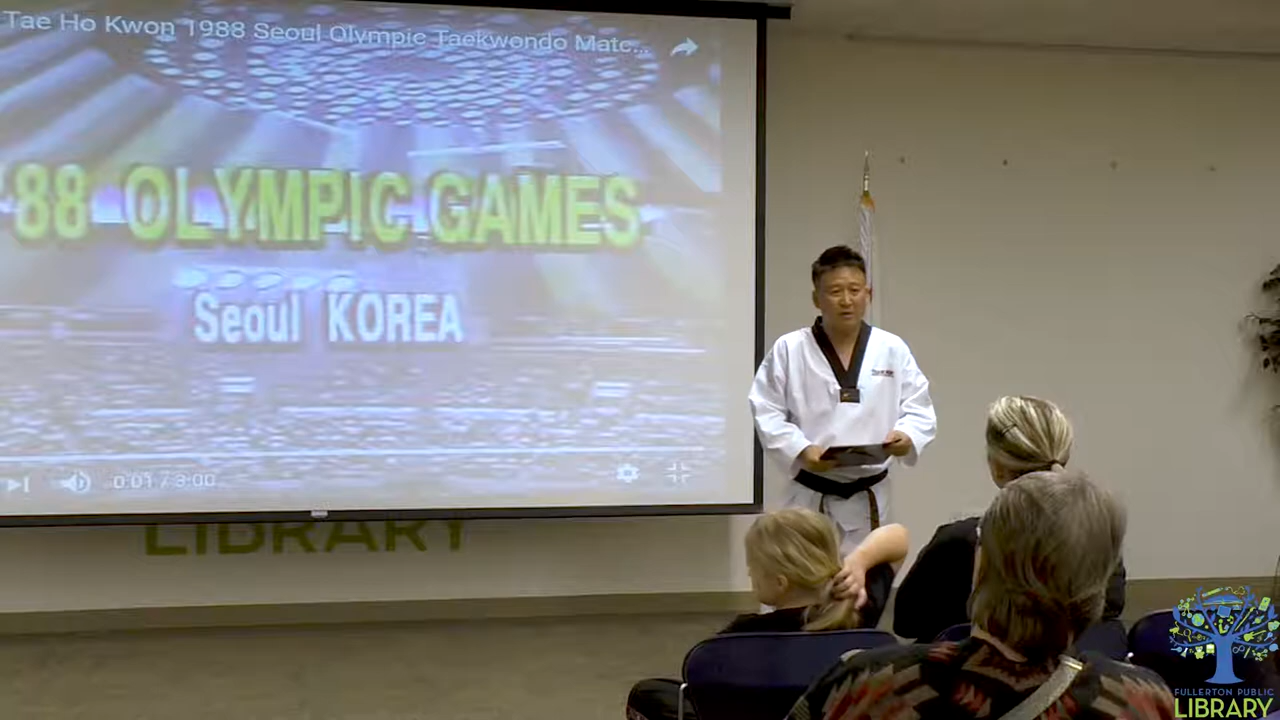 Tae Ho Kwon 1988 Seoul Olympic Taekwondo Matc...
'88 OLYMPIC GAMES
Seoul KOREA
0:01 / 3:00
LIBRARY
FULLERTON PUBLIC
LIBRARY